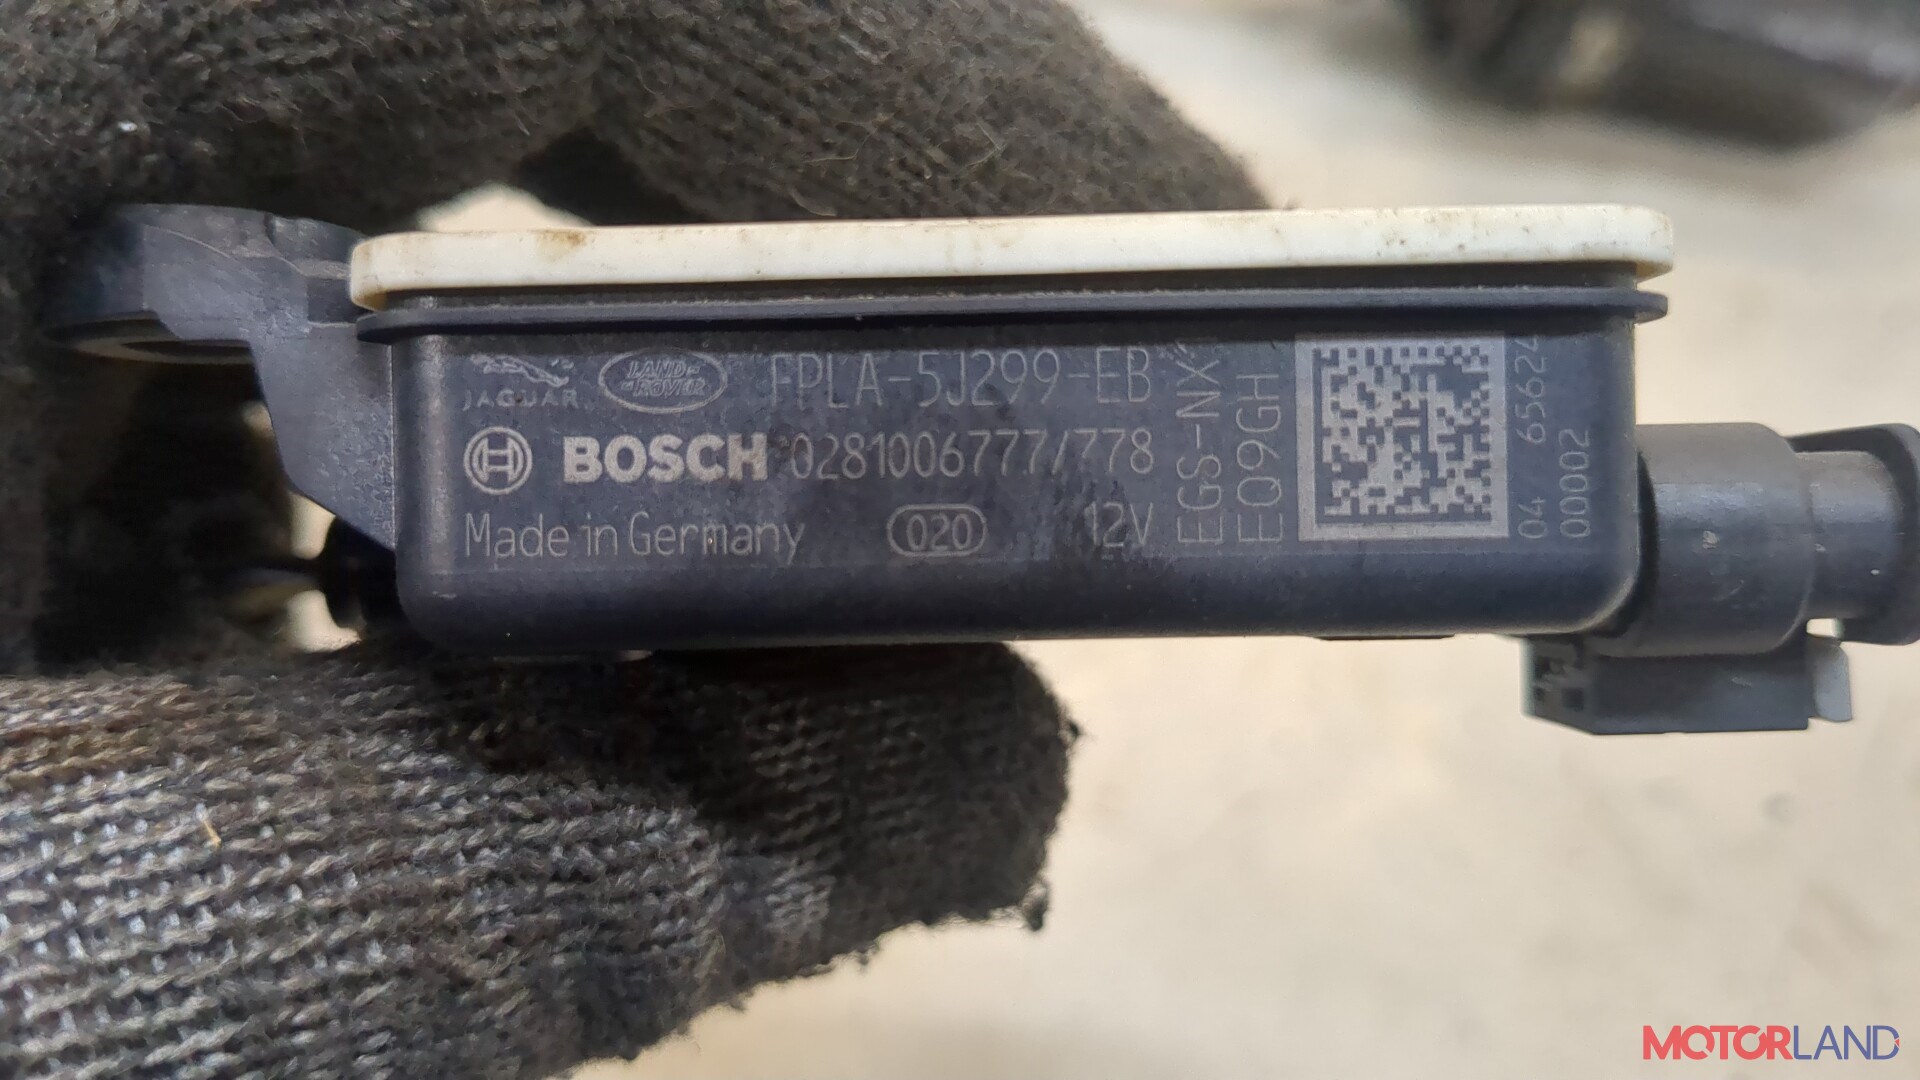 JAGUAR LAND-ROVER FPLA-5J299-EB
BOSCH 0281006777/778
Made in Germany 020 12V
EGS-NX
EQ9GH
04 65624
00002
MOTORLAND